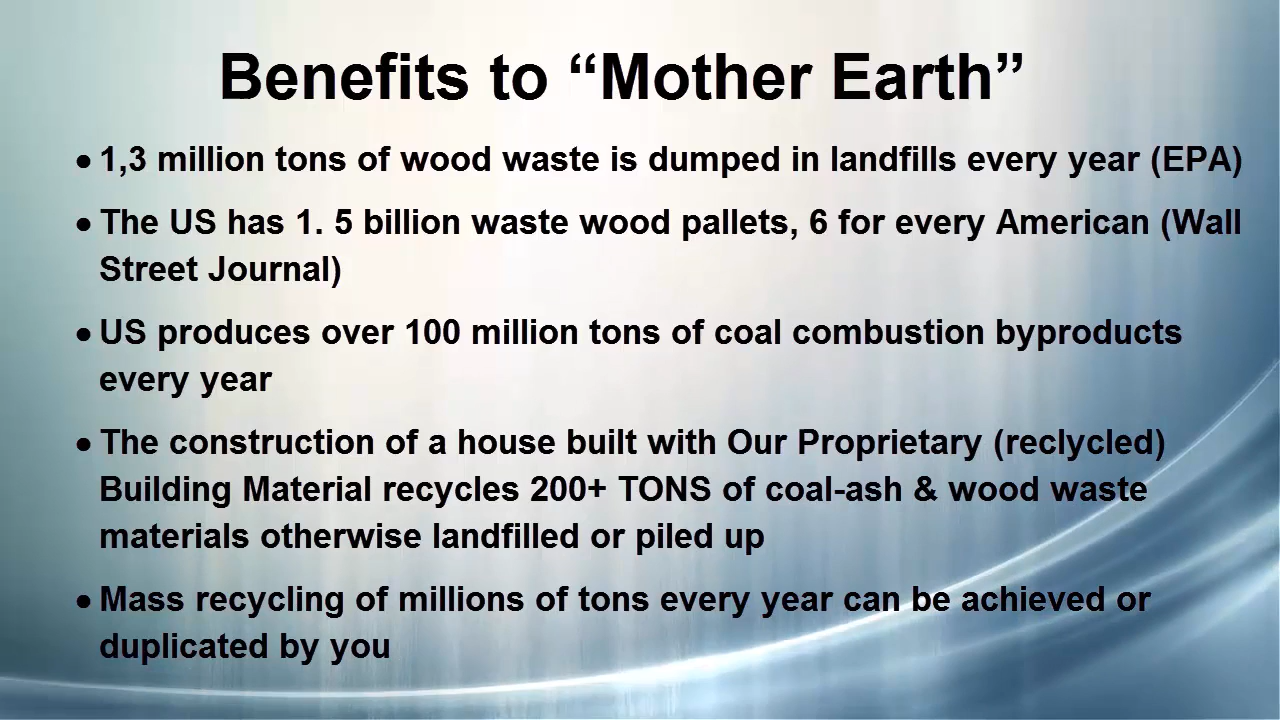 Benefits to “Mother Earth”
• 1,3 million tons of wood waste is dumped in landfills every year (EPA)
• The US has 1. 5 billion waste wood pallets, 6 for every American (Wall
Street Journal)
• US produces over 100 million tons of coal combustion byproducts
every year
• The construction of a house built with Our Proprietary (reclycled)
Building Material recycles 200+ TONS of coal-ash & wood waste
materials otherwise landfilled or piled up
• Mass recycling of millions of tons every year can be achieved or
duplicated by you